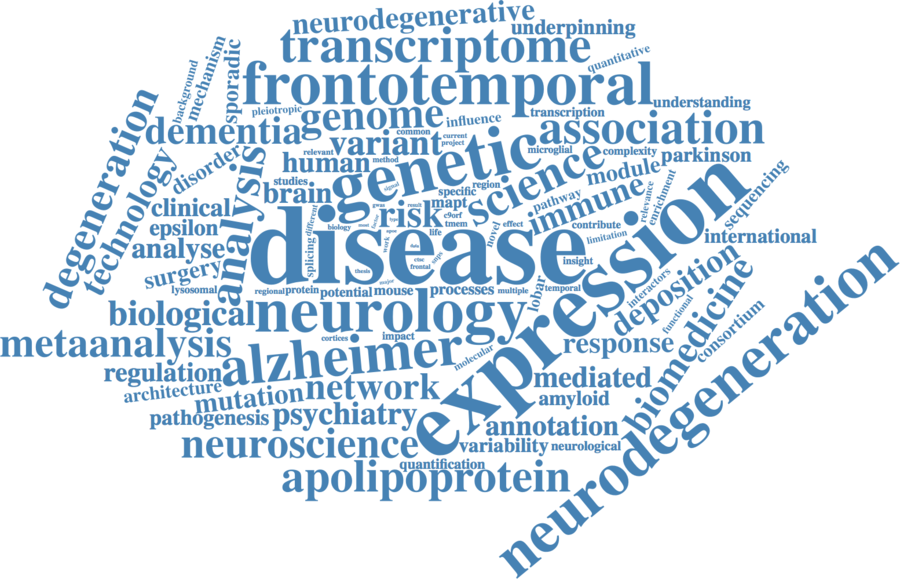 neurodegenerative
underpinning
transcriptome
quantitative
background
mechanism
sporadic
frontotemporal
pleiotropic
genome
influence
transcription
understanding
degeneration
dementia
common
variant
current
project
association
technology
disorder
relevant
method
human
genetic
microglial
complexity
science
module
parkinson
studies
brain
signal
specific
region
analysis
clinical
epsilon
analyse
surgery
lysosomal
different
splicing
biology
gwas
result
risk
mapt
c9orf
tmem
life
novel
effect
pathway
immune
contribute
limitation
relevance
enrichment
sequencing
international
disease
work
data
rise
frontal
snps
thesis
major
insight
expression
regional
protein
potential
mouse
processes
multiple
lobar
temporal
interactors
functional
deposition
biomedicine
consortium
biological
neurology
cortices
impact
molecular
response
metaanalysis
alzheimer
regulation
architecture
mutation
network
mediated
amyloid
pathogenesis
psychiatry
annotation
neuroscience
variability
neurological
quantification
apolipoprotein
neurodegeneration